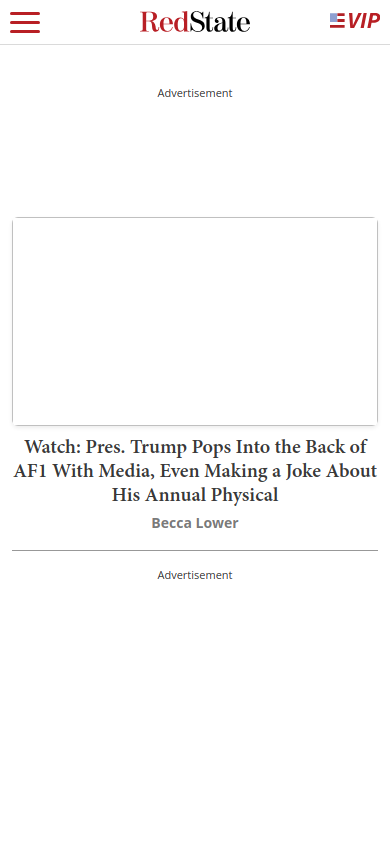 RedState
VIP
Advertisement
Watch: Pres. Trump Pops Into the Back of
AF1 With Media, Even Making a Joke About
His Annual Physical
Becca Lower
Advertisement